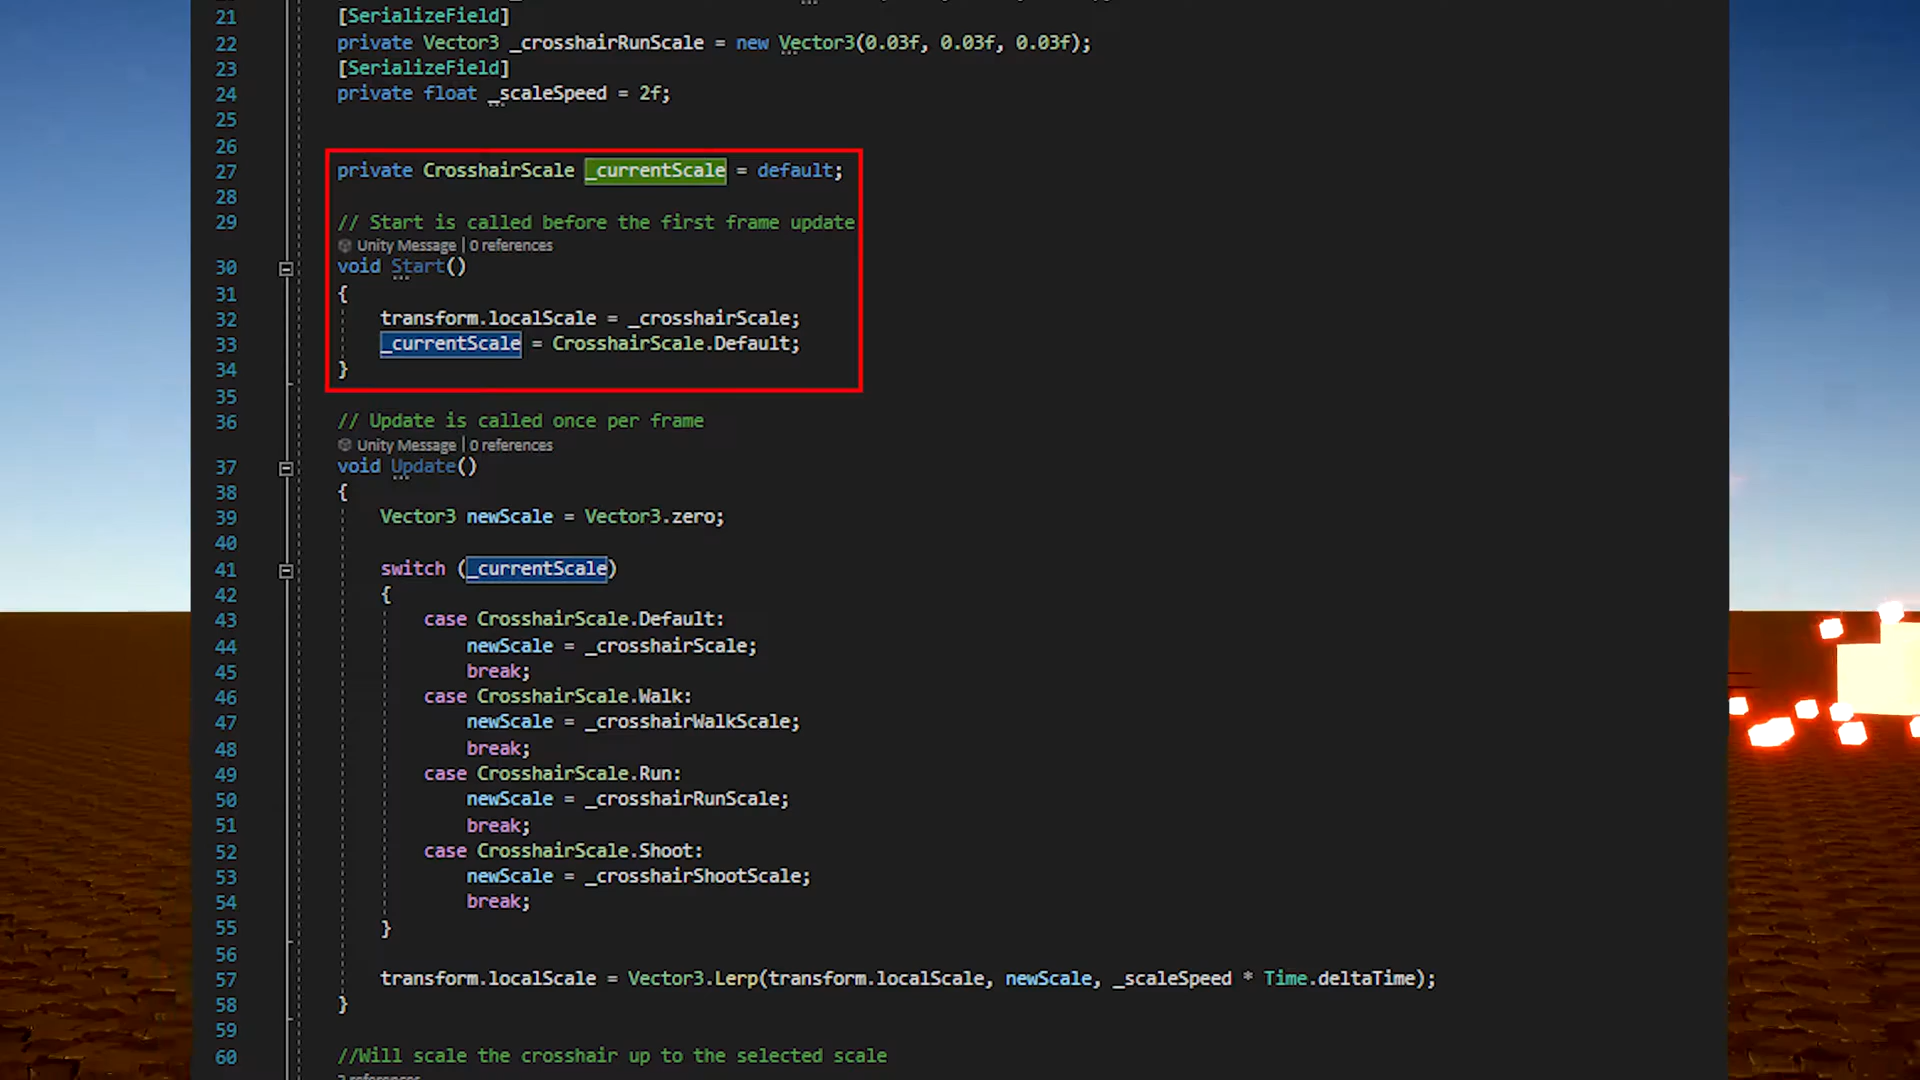 21 [SerializeField]
22 private Vector3 _crosshairRunScale = new Vector3(0.03f, 0.03f, 0.03f);
23 [SerializeField]
24 private float _scaleSpeed = 2f;
25
26
27 private CrosshairScale _currentScale = default;
28
29 // Start is called before the first frame update
Unity Message | 0 references
30 void Start()
31 {
32 transform.localScale = _crosshairScale;
33 _currentScale = CrosshairScale.Default;
34 }
35
36 // Update is called once per frame
Unity Message | 0 references
37 void Update()
38 {
39 Vector3 newScale = Vector3.zero;
40
41 switch (_currentScale)
42 {
43 case CrosshairScale.Default:
44 newScale = _crosshairScale;
45 break;
46 case CrosshairScale.Walk:
47 newScale = _crosshairWalkScale;
48 break;
49 case CrosshairScale.Run:
50 newScale = _crosshairRunScale;
51 break;
52 case CrosshairScale.Shoot:
53 newScale = _crosshairShootScale;
54 break;
55 }
56
57 transform.localScale = Vector3.Lerp(transform.localScale, newScale, _scaleSpeed * Time.deltaTime);
58 }
59
60 //Will scale the crosshair up to the selected scale